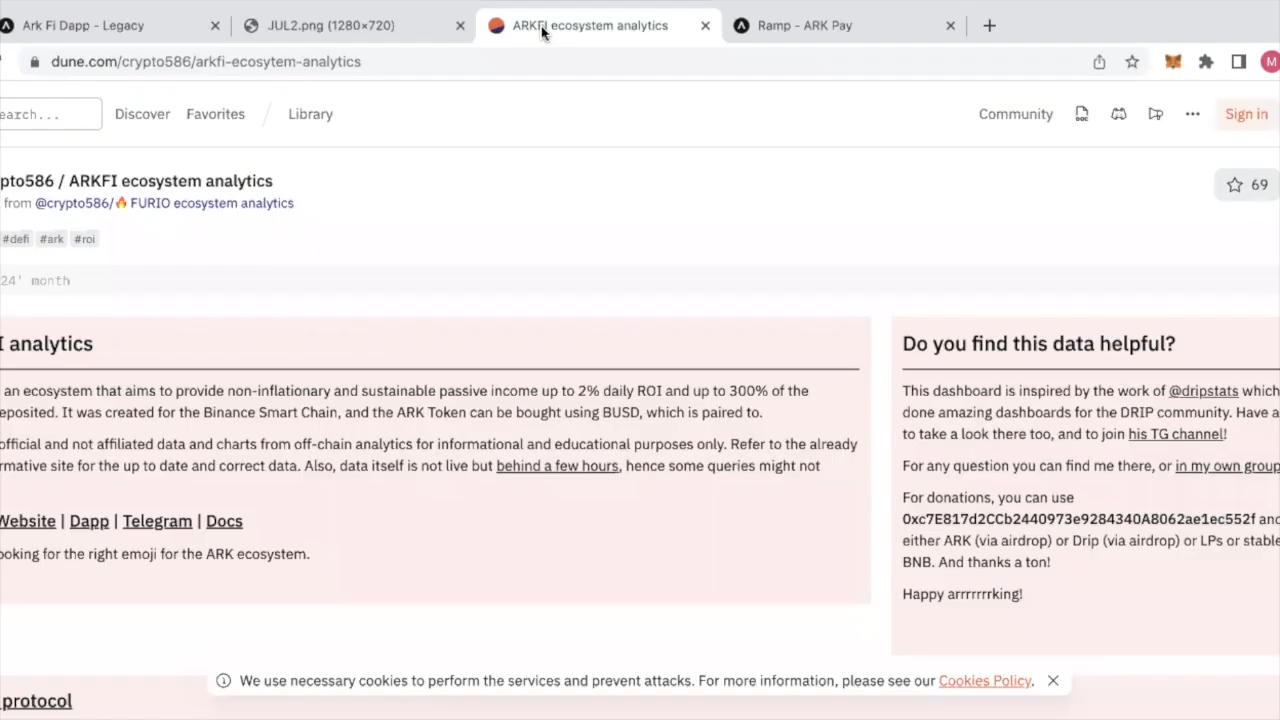 Ark Fi Dapp - Legacy
JUL2.png (1280×720)
ARKFI ecosystem analytics
Ramp - ARK Pay
dune.com/crypto586/arkfi-ecosytem-analytics
M
earch...
Discover
Favorites
Library
Community
Sign in
pto586 / ARKFI ecosystem analytics
69
from @crypto586/🔥 FURIO ecosystem analytics
#defi #ark #roi
24' month
I analytics
an ecosystem that aims to provide non-inflationary and sustainable passive income up to 2% daily ROI and up to 300% of the
eposited. It was created for the Binance Smart Chain, and the ARK Token can be bought using BUSD, which is paired to.
official and not affiliated data and charts from off-chain analytics for informational and educational purposes only. Refer to the already
rmative site for the up to date and correct data. Also, data itself is not live but behind a few hours, hence some queries might not
Website | Dapp | Telegram | Docs
ooking for the right emoji for the ARK ecosystem.
Do you find this data helpful?
This dashboard is inspired by the work of @dripstats which
done amazing dashboards for the DRIP community. Have a
to take a look there too, and to join his TG channel!
For any question you can find me there, or in my own group
For donations, you can use
0xc7E817d2CCb2440973e9284340A8062ae1ec552f and
either ARK (via airdrop) or Drip (via airdrop) or LPs or stable
BNB. And thanks a ton!
Happy arrrrrrking!
We use necessary cookies to perform the services and prevent attacks. For more information, please see our Cookies Policy.
protocol